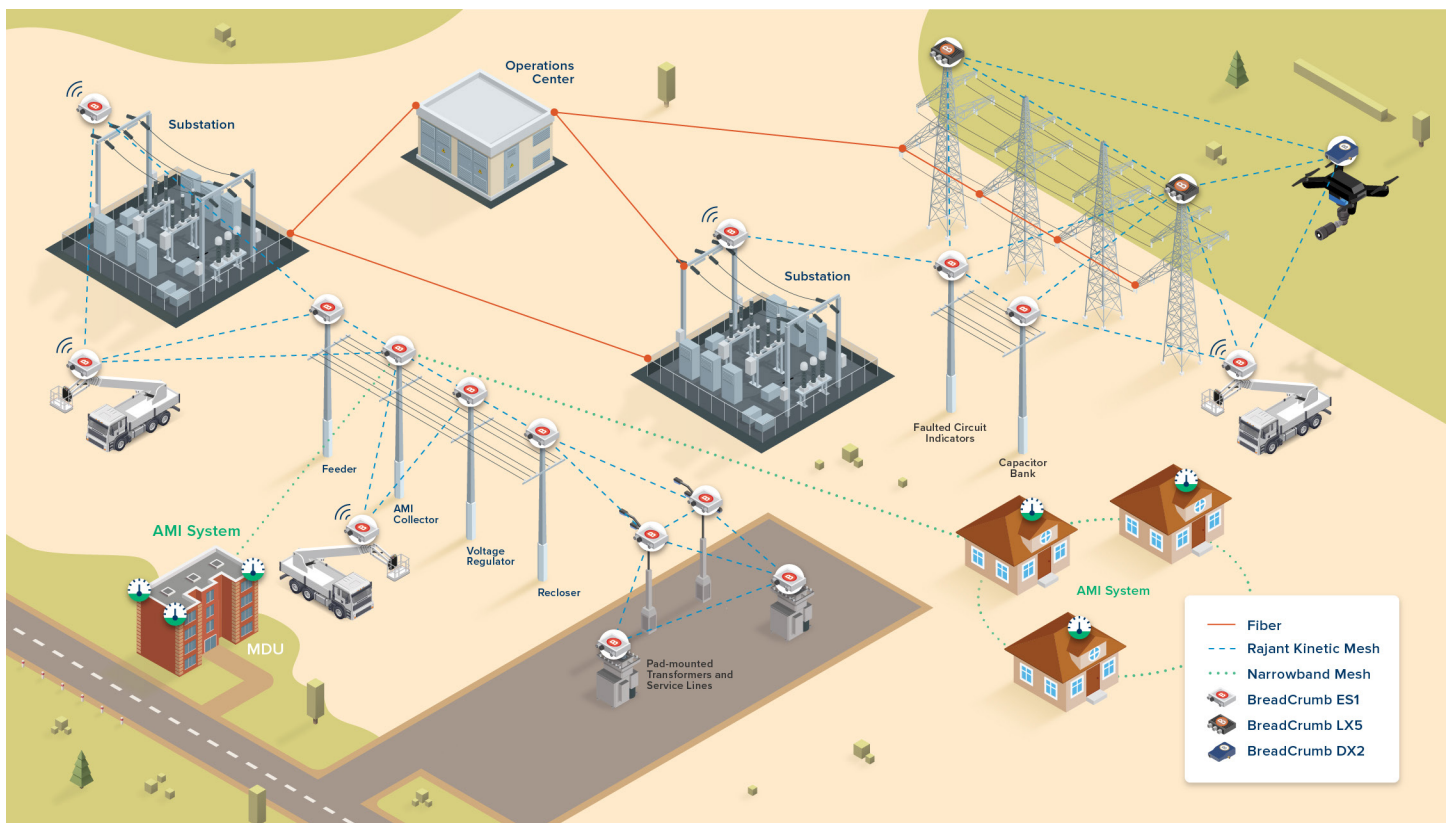 Operations
Center
Substation
Substation
Faulted Circuit
Indicators
Capacitor
Bank
Feeder
AMI
Collector
Voltage
Regulator
Recloser
AMI System
MDU
Pad-mounted
Transformers and
Service Lines
AMI System
Fiber
Rajant Kinetic Mesh
Narrowband Mesh
BreadCrumb ES1
BreadCrumb LX5
BreadCrumb DX2